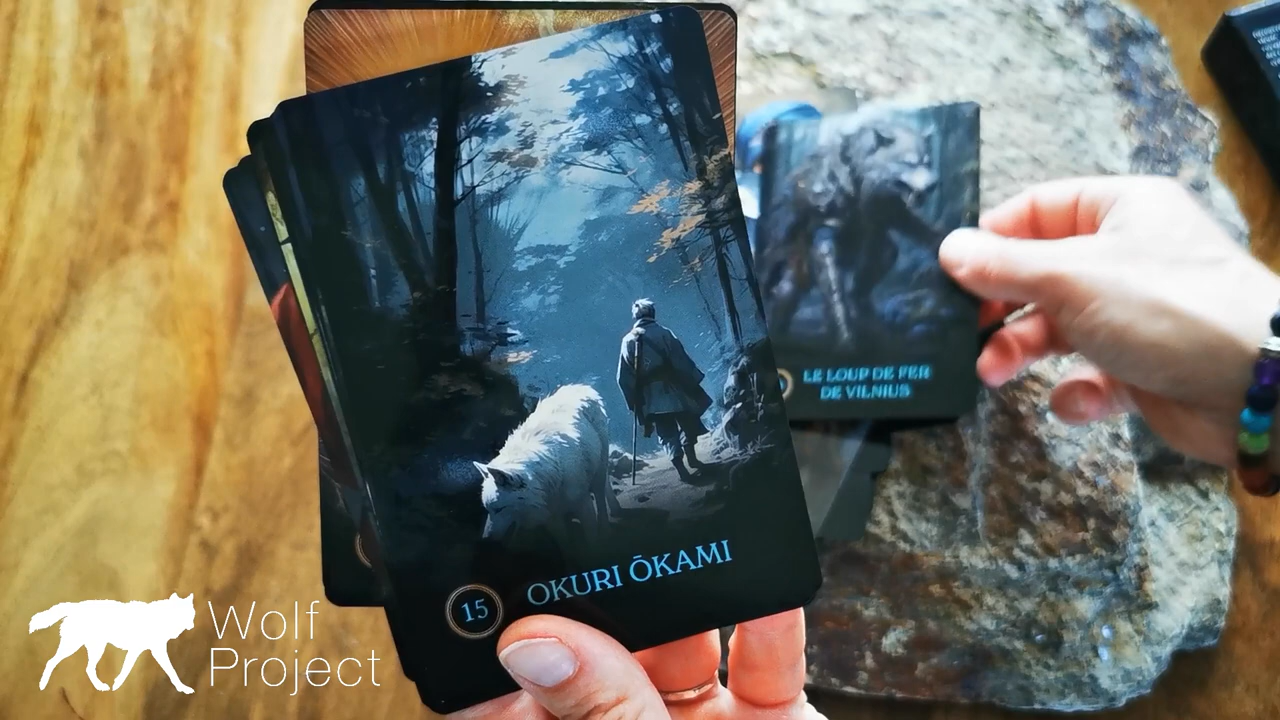 15
OKURI ŌKAMI
LE LOUP DE FER
DE VILNIUS
Wolf
Project